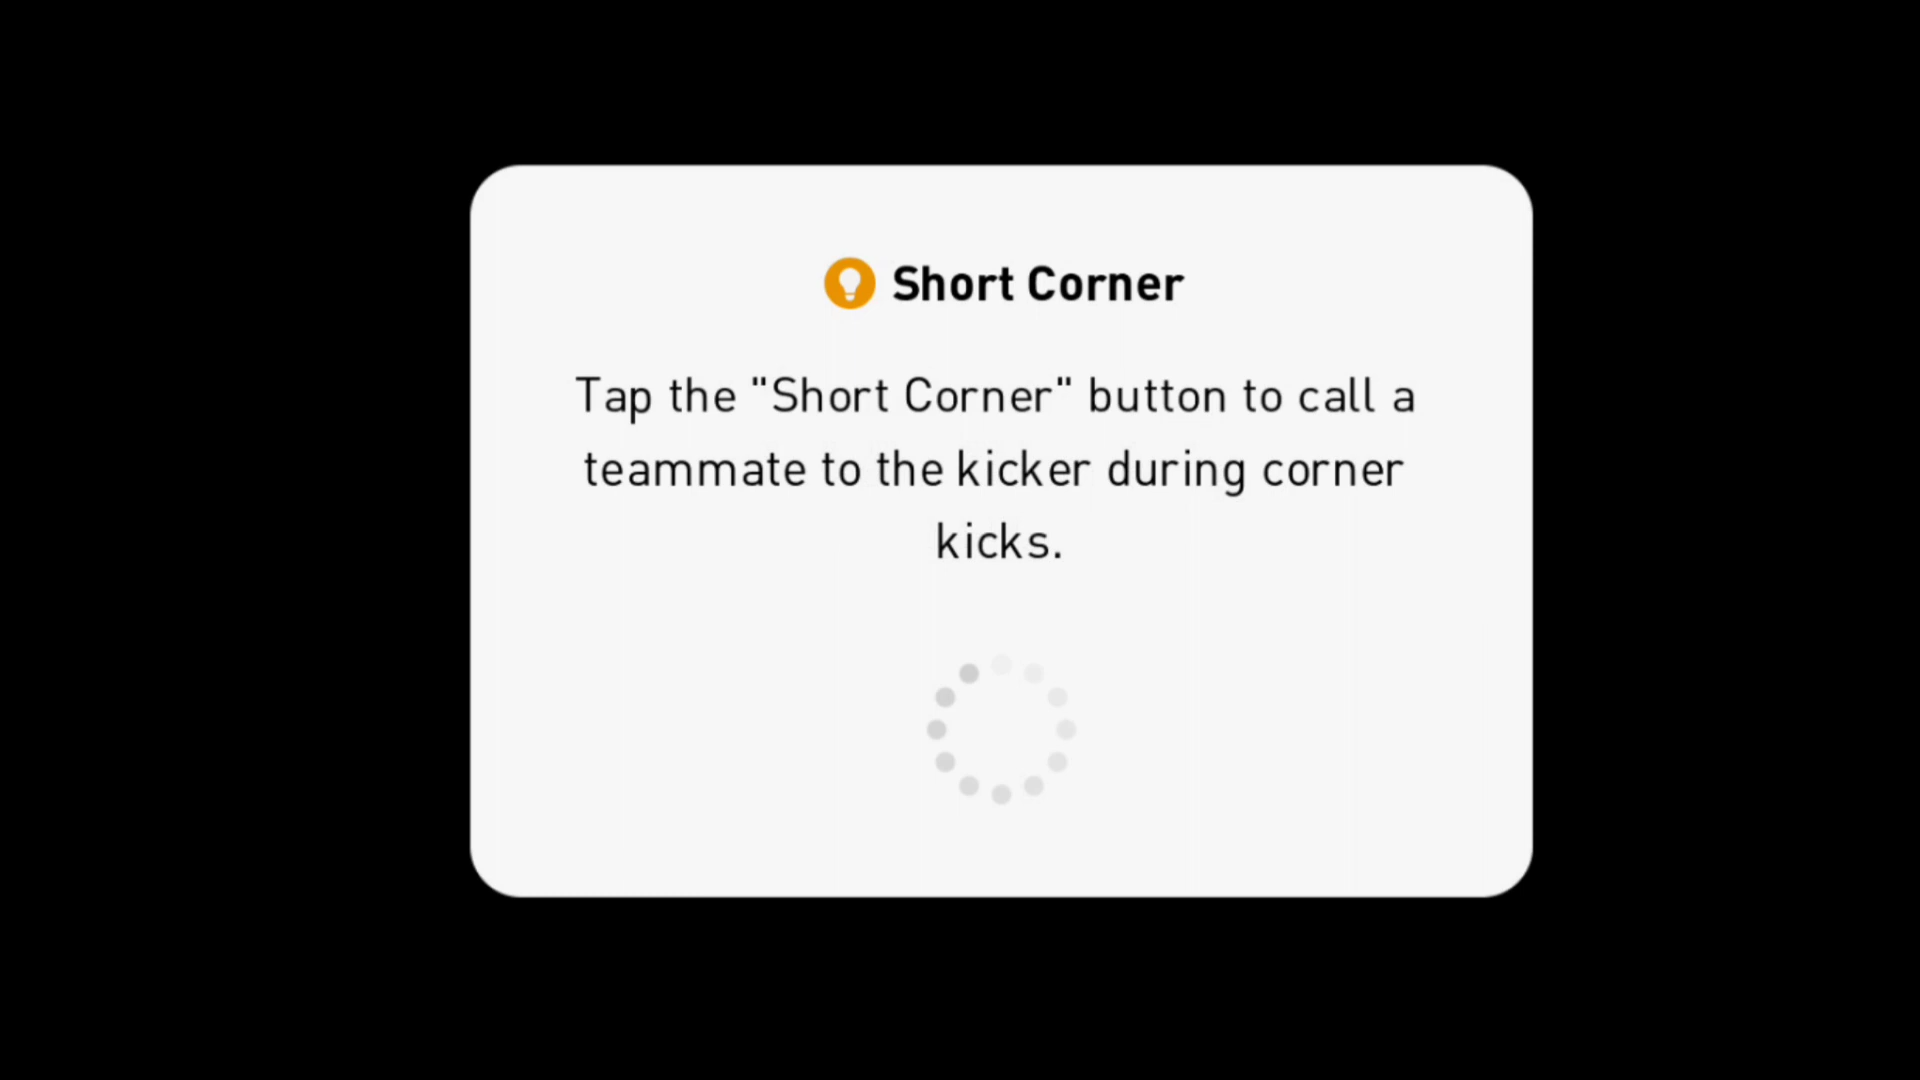 Short Corner
Tap the "Short Corner" button to call a
teammate to the kicker during corner
kicks.